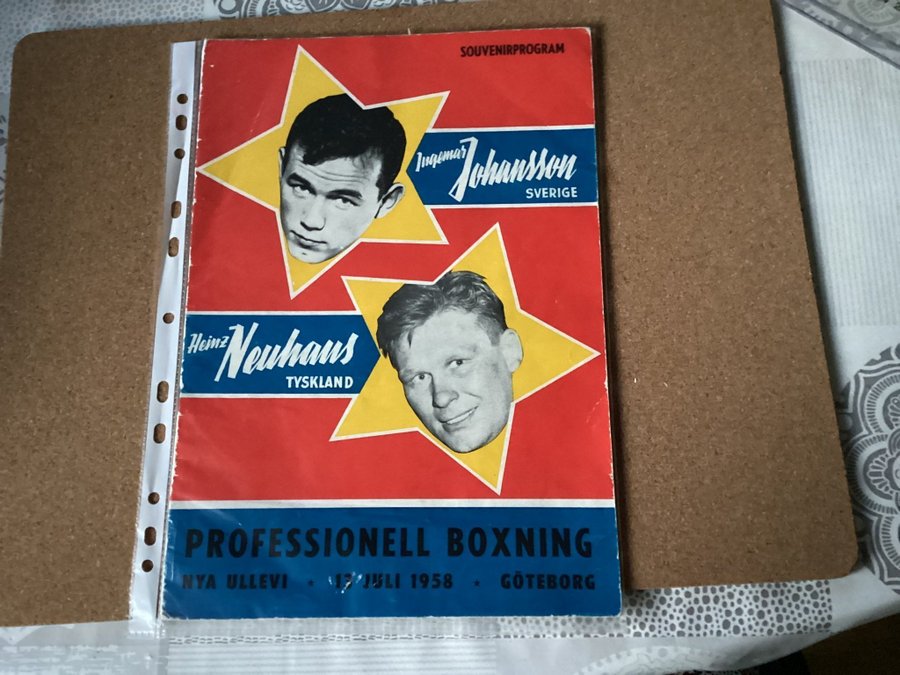 SOUVENIRPROGRAM
Ingemar
Johansson
SVERIGE
Heinz
Neuhaus
TYSKLAND
PROFESSIONELL BOXNING
NYA ULLEVI ★ 13 JULI 1958 ★ GÖTEBORG